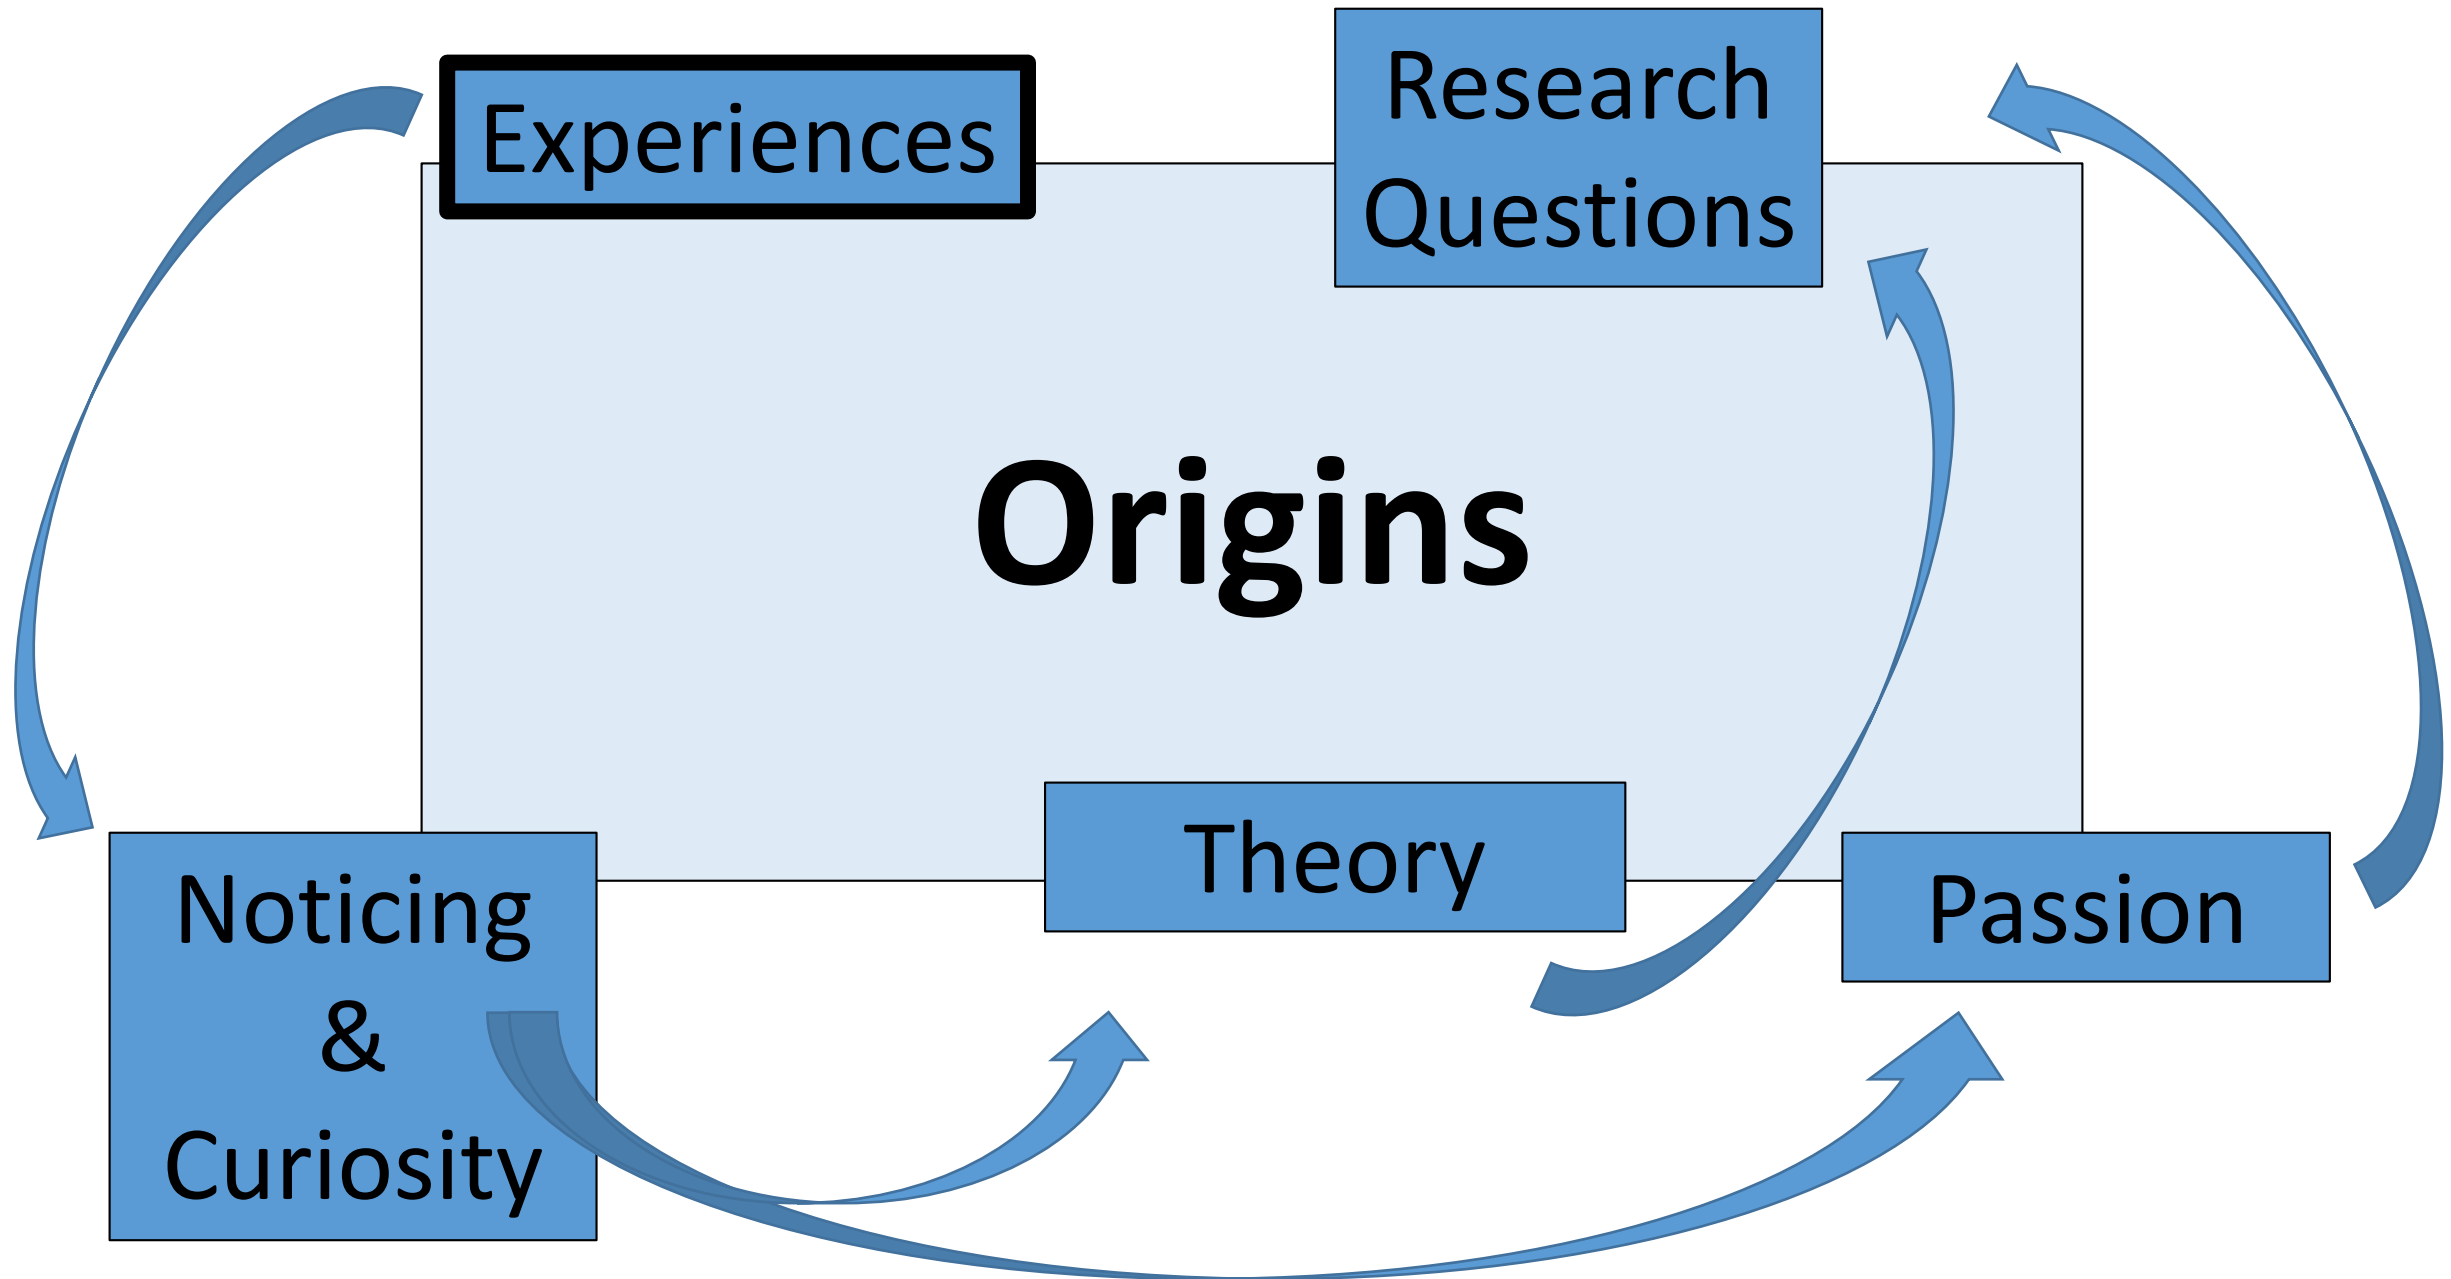 Experiences
Research
Questions
Origins
Theory
Noticing
&
Curiosity
Passion